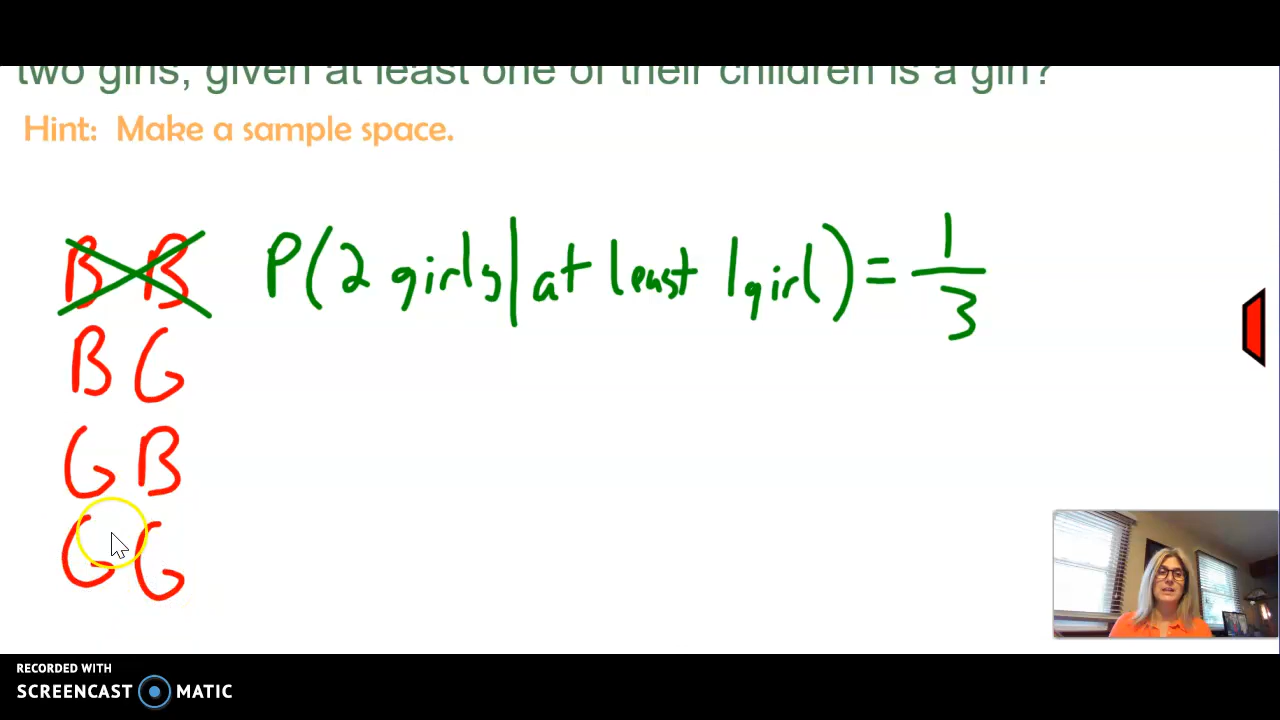 two girls, given at least one of their children is a girl?
Hint: Make a sample space.
B B P(2 girls|at least 1 girl) = 1/3
B G
G B
G G
RECORDED WITH
SCREENCAST MATIC